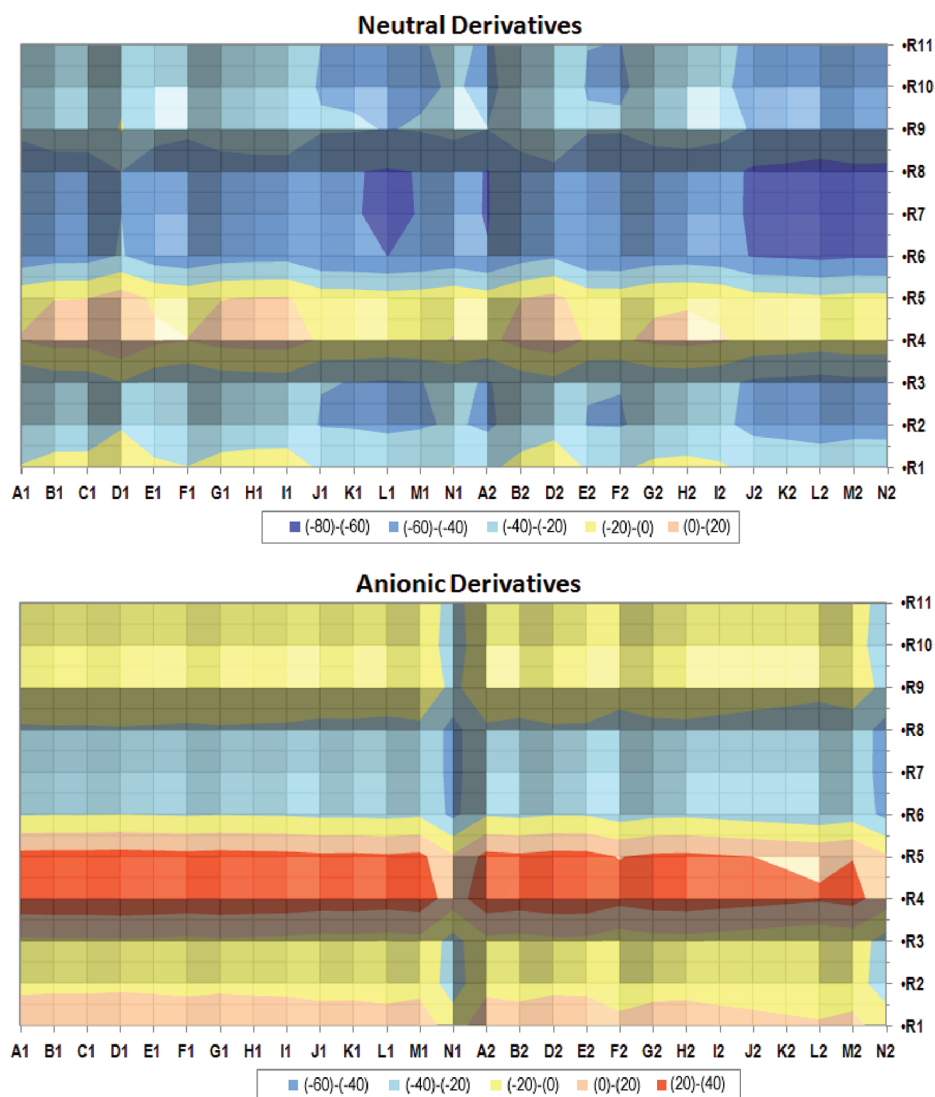 Neutral Derivatives
•R11
•R10
•R9
•R8
•R7
•R6
•R5
•R4
•R3
•R2
•R1
A1 B1 C1 D1 E1 F1 G1 H1 I1 J1 K1 L1 M1 N1 A2 B2 D2 E2 F2 G2 H2 I2 J2 K2 L2 M2 N2
(-80)-(-60) (-60)-(-40) (-40)-(-20) (-20)-(0) (0)-(20)
Anionic Derivatives
•R11
•R10
•R9
•R8
•R7
•R6
•R5
•R4
•R3
•R2
•R1
A1 B1 C1 D1 E1 F1 G1 H1 I1 J1 K1 L1 M1 N1 A2 B2 D2 E2 F2 G2 H2 I2 J2 K2 L2 M2 N2
(-60)-(-40) (-40)-(-20) (-20)-(0) (0)-(20) (20)-(40)